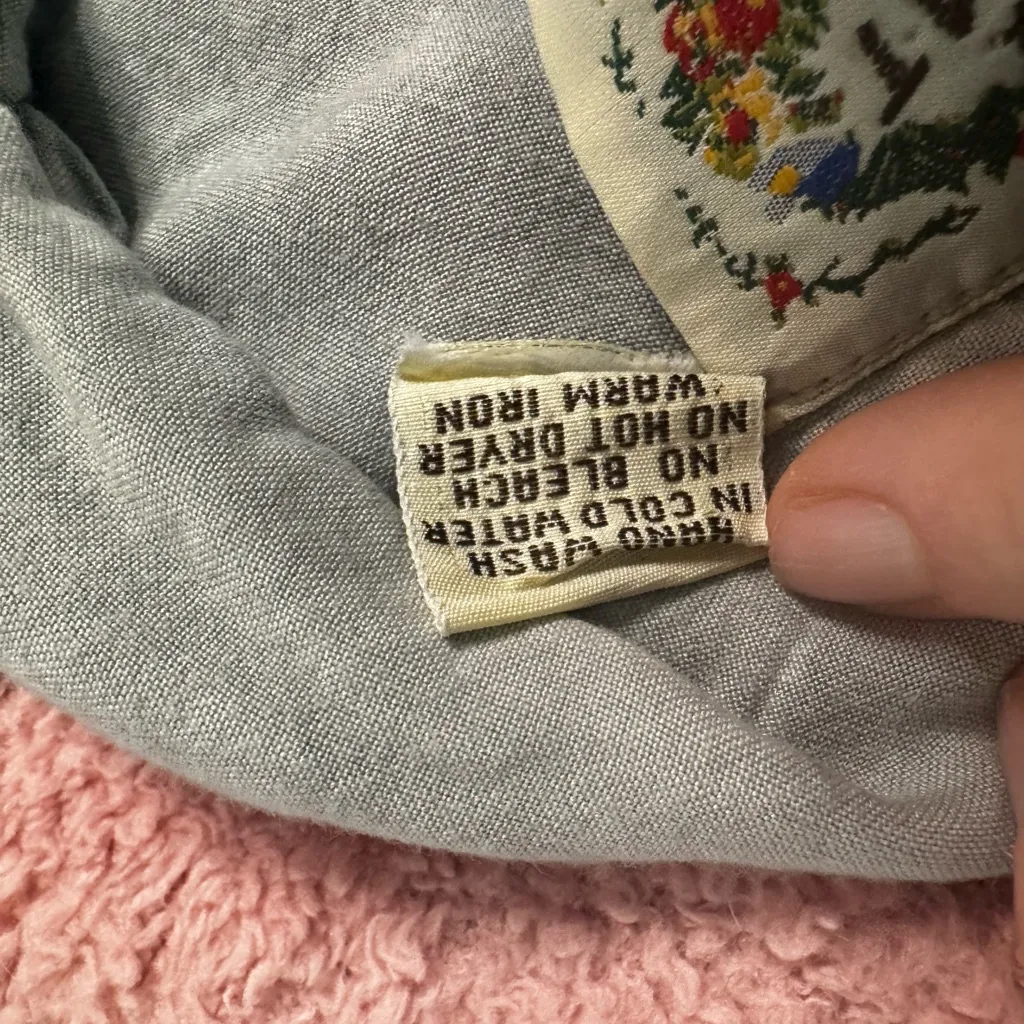 HAND WASH
IN COLD WATER
NO BLEACH
NO HOT DRYER
WARM IRON